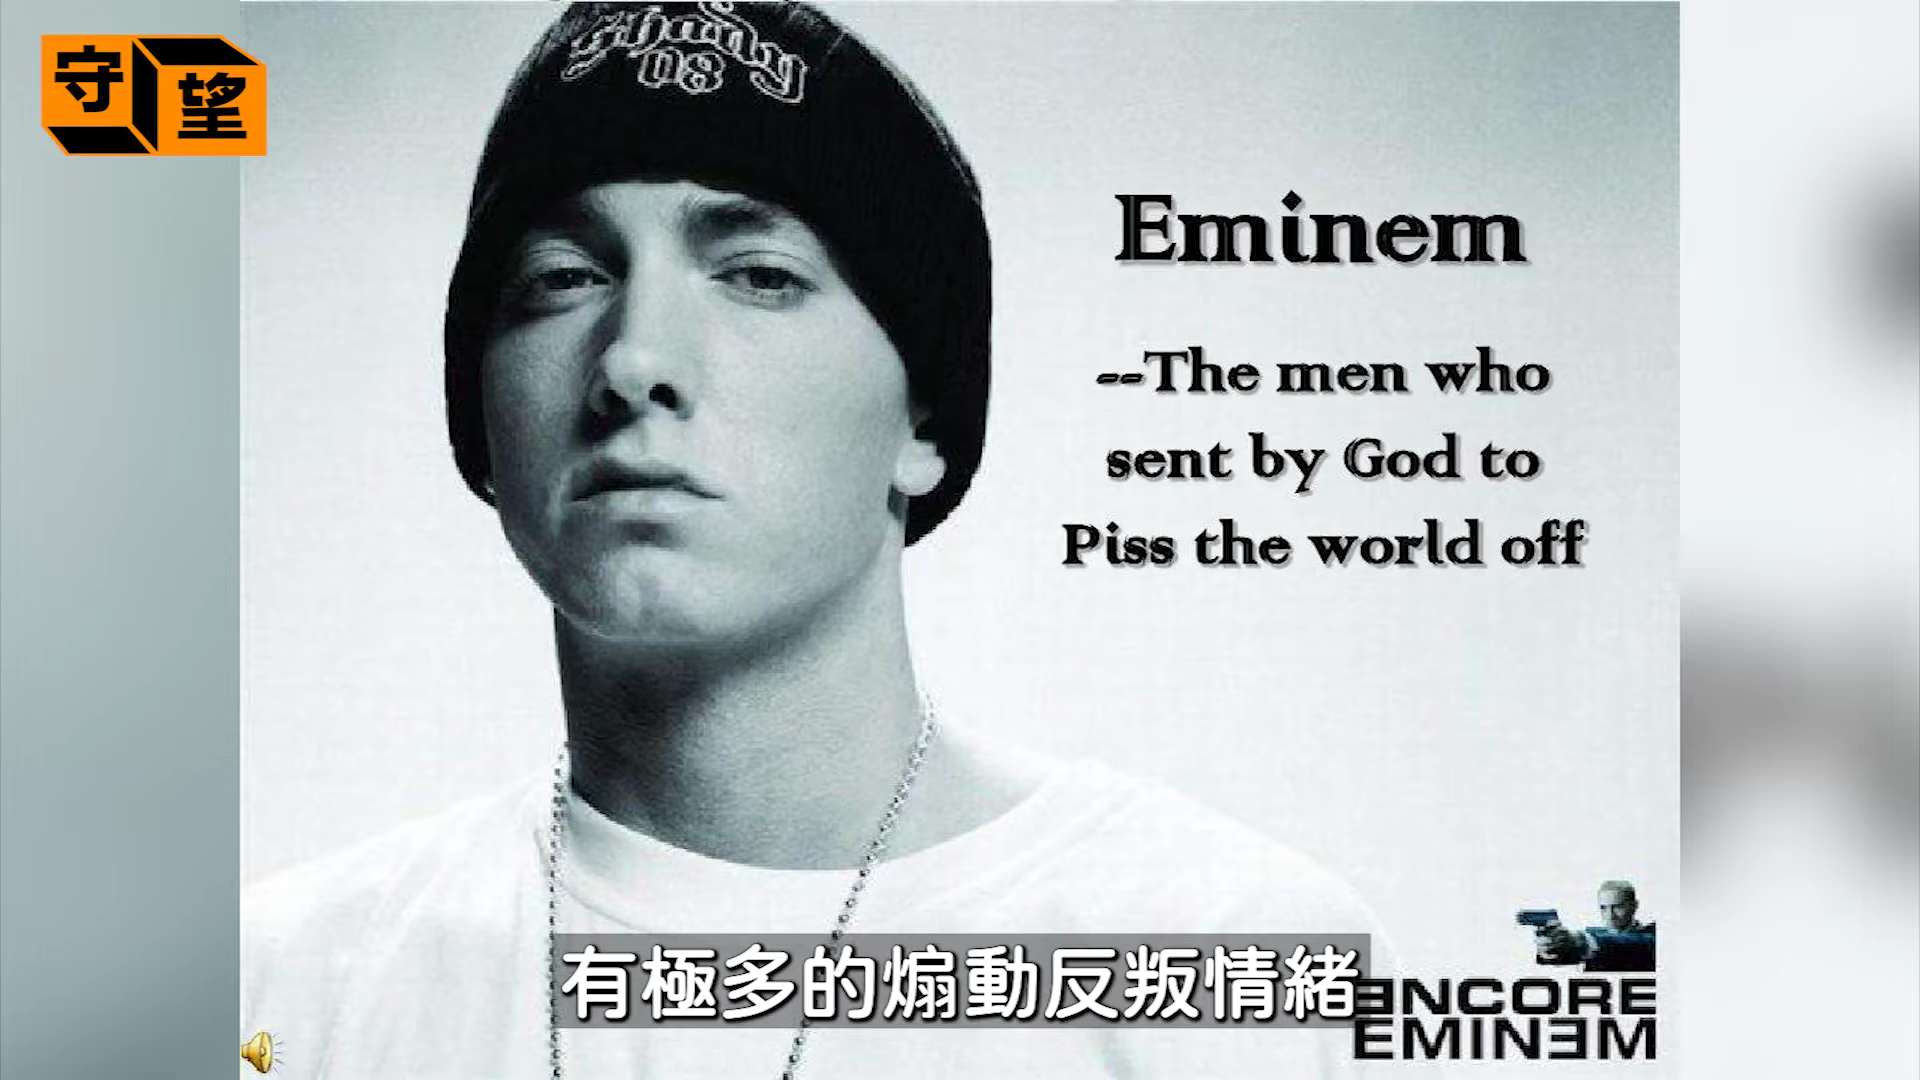 守望
Shady
08
Eminem
--The men who
sent by God to
Piss the world off
有極多的煽動反叛情緒
ƎNCORE
EMINƎM